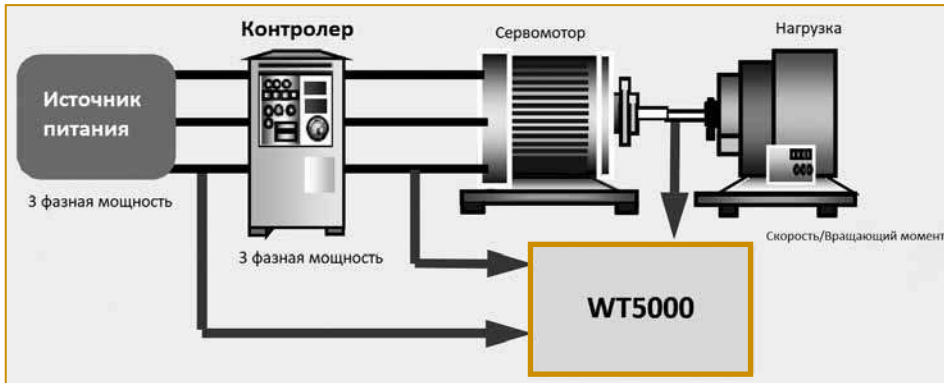 Контролер
Сервомотор
Нагрузка
Источник
питания
3 фазная мощность
3 фазная мощность
Скорость/Вращающий момент
WT5000